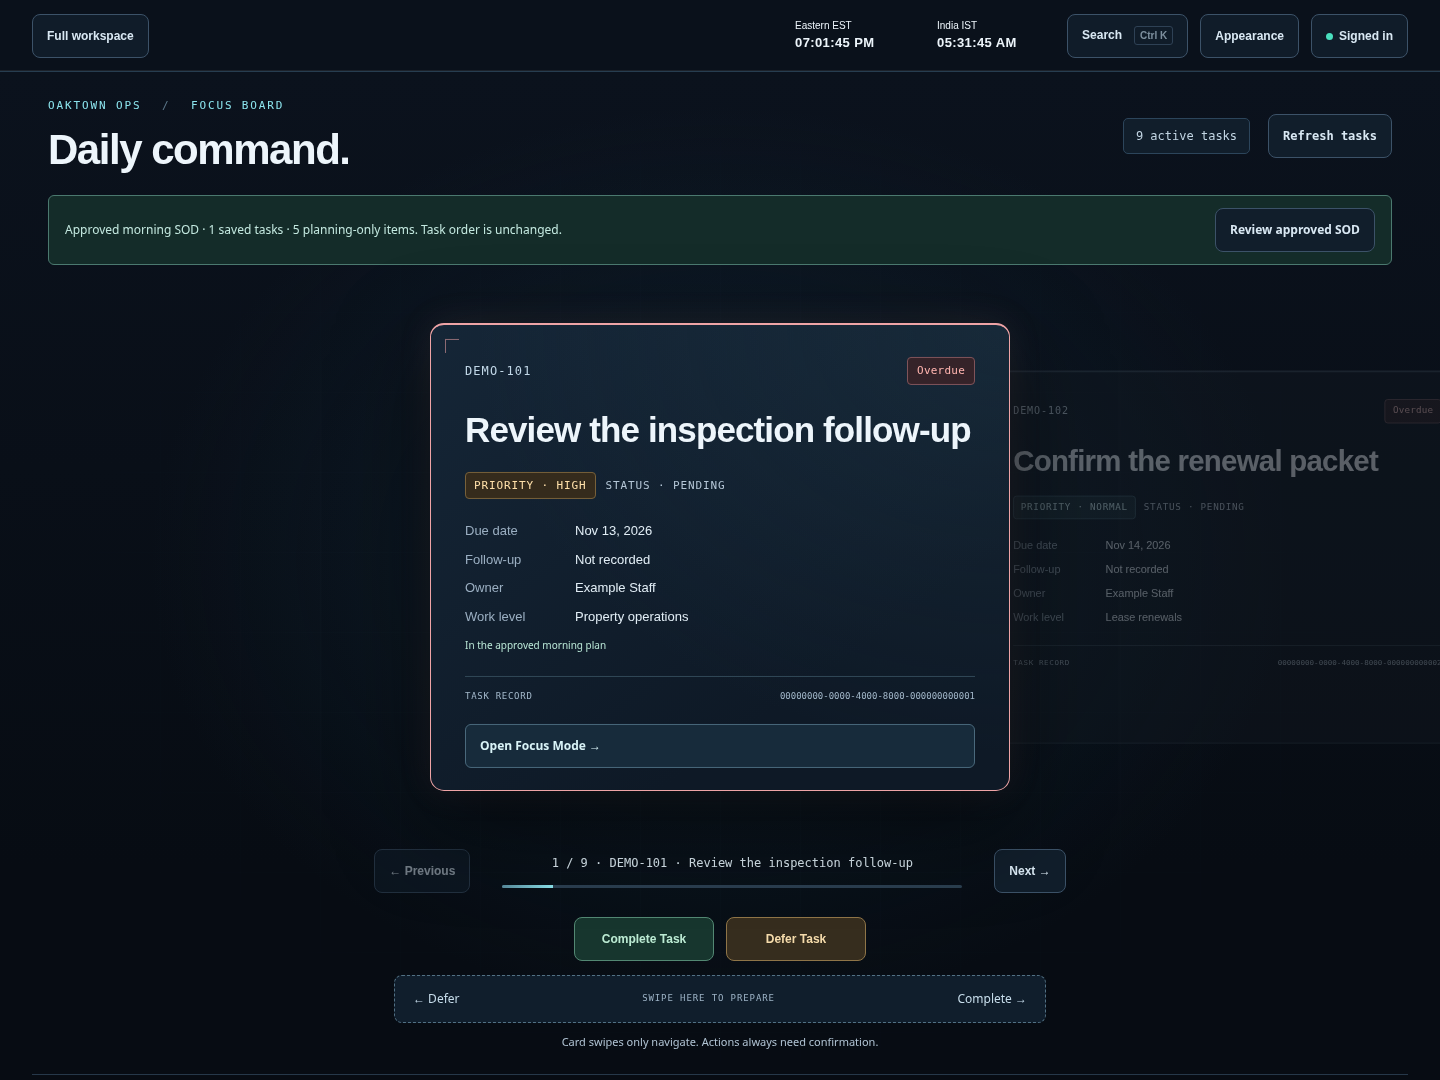 Full workspace
Eastern EST
07:01:45 PM
India IST
05:31:45 AM
Search Ctrl K
Appearance
Signed in
OAKTOWN OPS / FOCUS BOARD
Daily command.
9 active tasks
Refresh tasks
Approved morning SOD · 1 saved tasks · 5 planning-only items. Task order is unchanged.
Review approved SOD
DEMO-101
Overdue
Review the inspection follow-up
PRIORITY · HIGH STATUS · PENDING
Due date Nov 13, 2026
Follow-up Not recorded
Owner Example Staff
Work level Property operations
In the approved morning plan
TASK RECORD 00000000-0000-4000-8000-000000000001
Open Focus Mode →
DEMO-102
Overdue
Confirm the renewal packet
PRIORITY · NORMAL STATUS · PENDING
Due date Nov 14, 2026
Follow-up Not recorded
Owner Example Staff
Work level Lease renewals
TASK RECORD 00000000-0000-4000-8000-000000000002
← Previous
1 / 9 · DEMO-101 · Review the inspection follow-up
Next →
Complete Task
Defer Task
← Defer
SWIPE HERE TO PREPARE
Complete →
Card swipes only navigate. Actions always need confirmation.